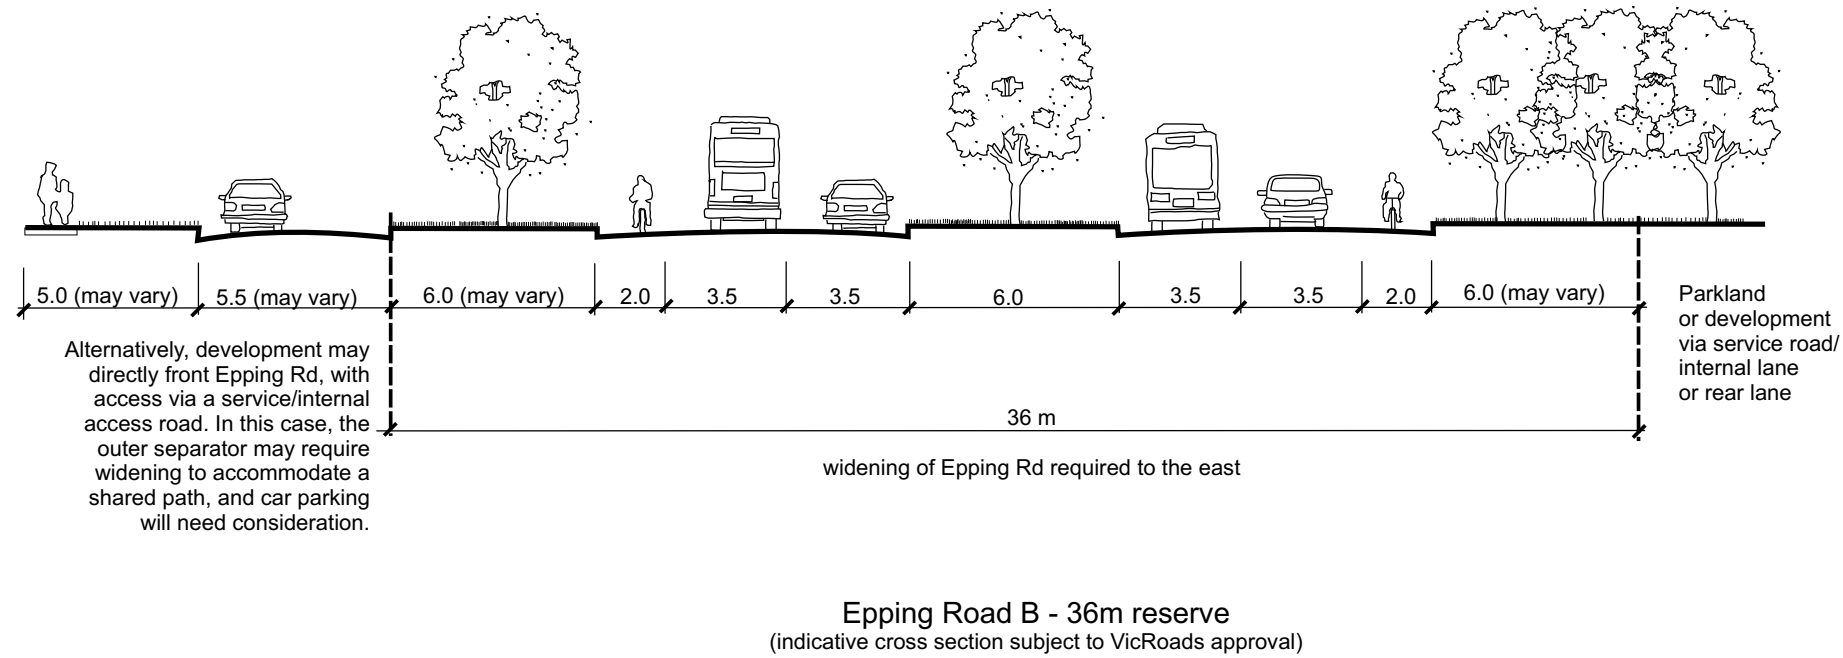 5.0 (may vary)
5.5 (may vary)
6.0 (may vary)
2.0
3.5
3.5
6.0
3.5
3.5
2.0
6.0 (may vary)
Parkland
or development
via service road/
internal lane
or rear lane
Alternatively, development may
directly front Epping Rd, with
access via a service/internal
access road. In this case, the
outer separator may require
widening to accommodate a
shared path, and car parking
will need consideration.
36 m
widening of Epping Rd required to the east
Epping Road B - 36m reserve
(indicative cross section subject to VicRoads approval)